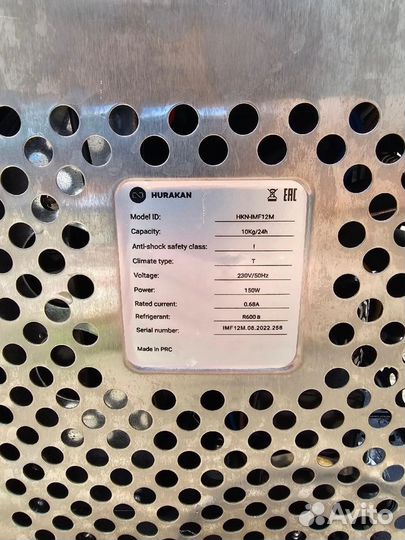 HURAKAN EAC
Model ID: HKN-IMF12M
Capacity: 10Kg/24h
Anti-shock safety class: I
Climate type: T
Voltage: 230V/50Hz
Power: 150W
Rated current: 0.68A
Refrigerant: R600 a
Serial number: IMF12M.08.2022.258
Made in PRC
Avito